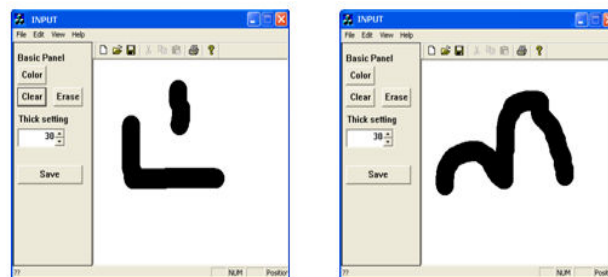 INPUT
File Edit View Help
Basic Panel
Color
Clear Erase
Thick setting
30
Save
?? NUM
INPUT
File Edit View Help
Basic Panel
Color
Clear Erase
Thick setting
30
Save
?? NUM